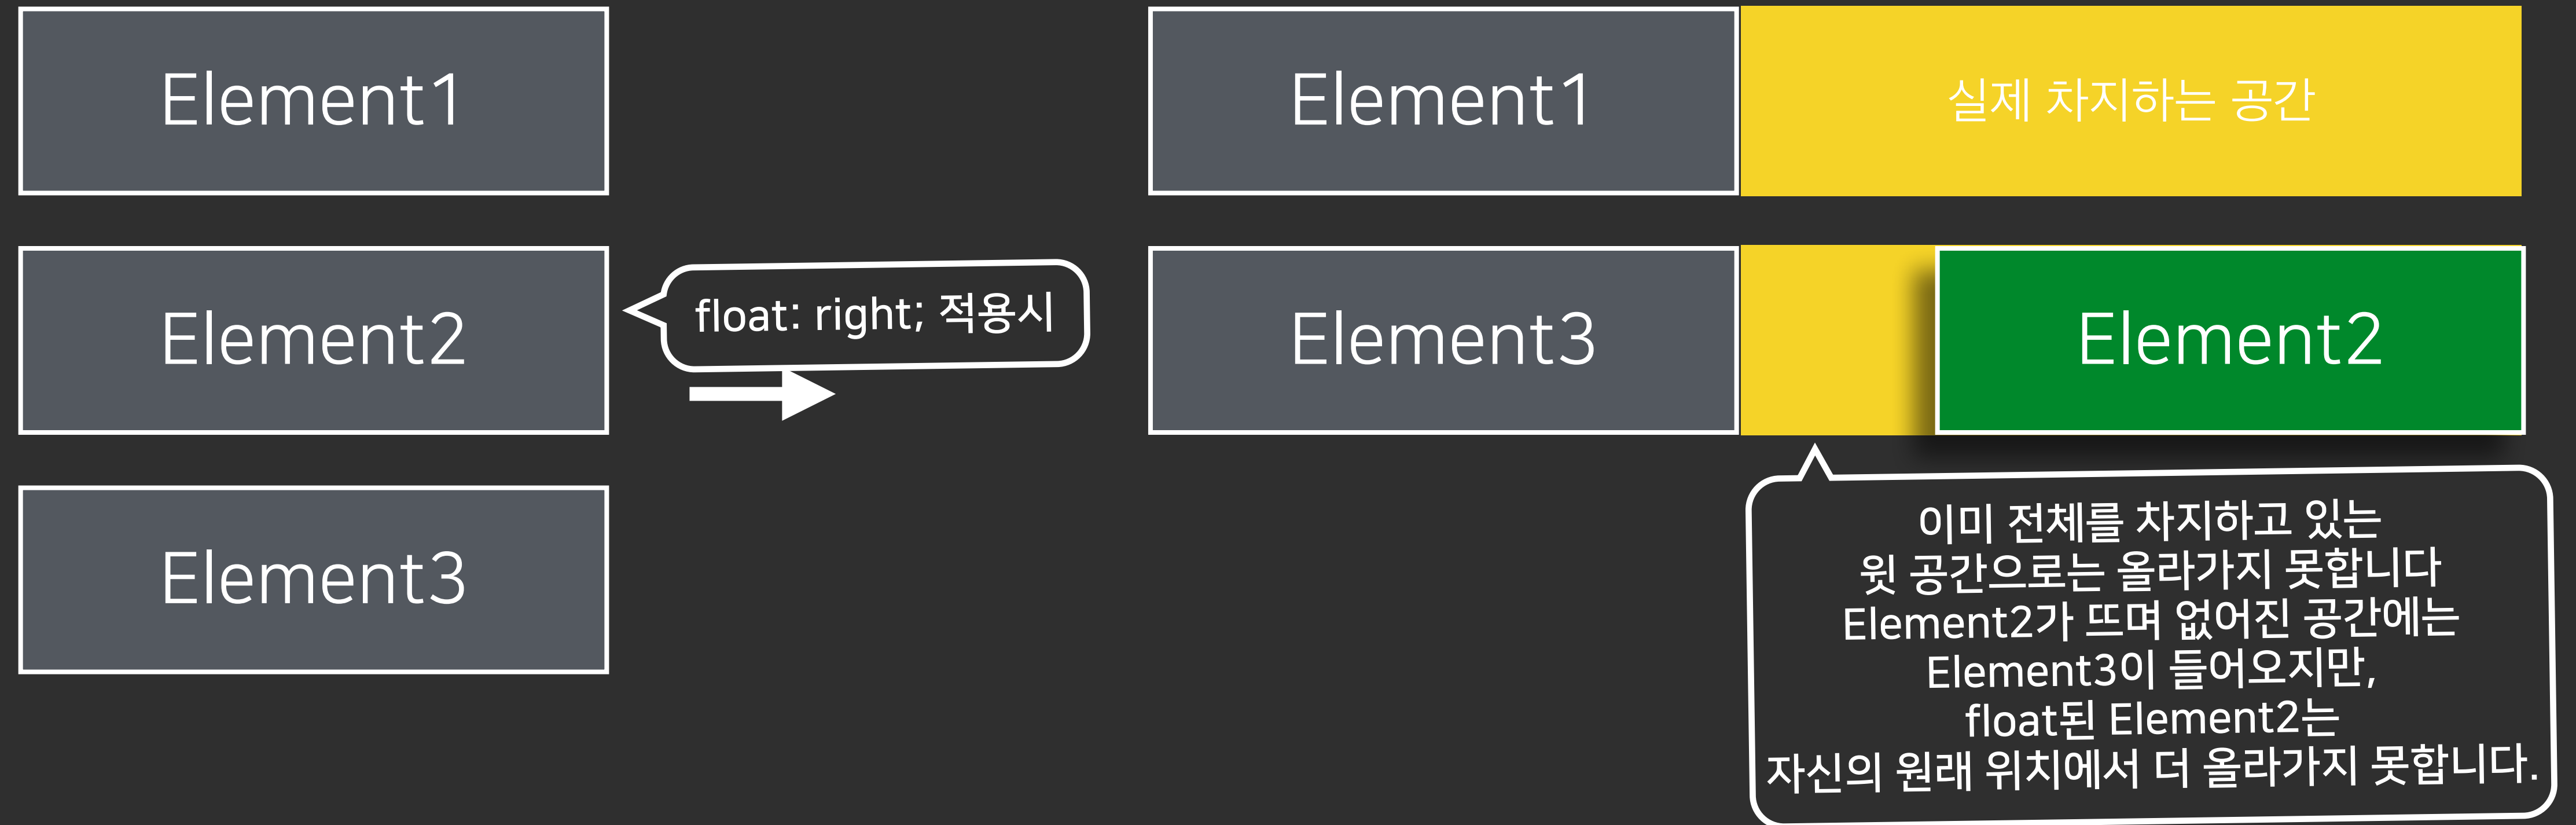 Element1
Element2
Element3
float: right; 적용시
Element1
실제 차지하는 공간
Element3
Element2
이미 전체를 차지하고 있는
윗 공간으로는 올라가지 못합니다
Element2가 뜨며 없어진 공간에는
Element3이 들어오지만,
float된 Element2는
자신의 원래 위치에서 더 올라가지 못합니다.